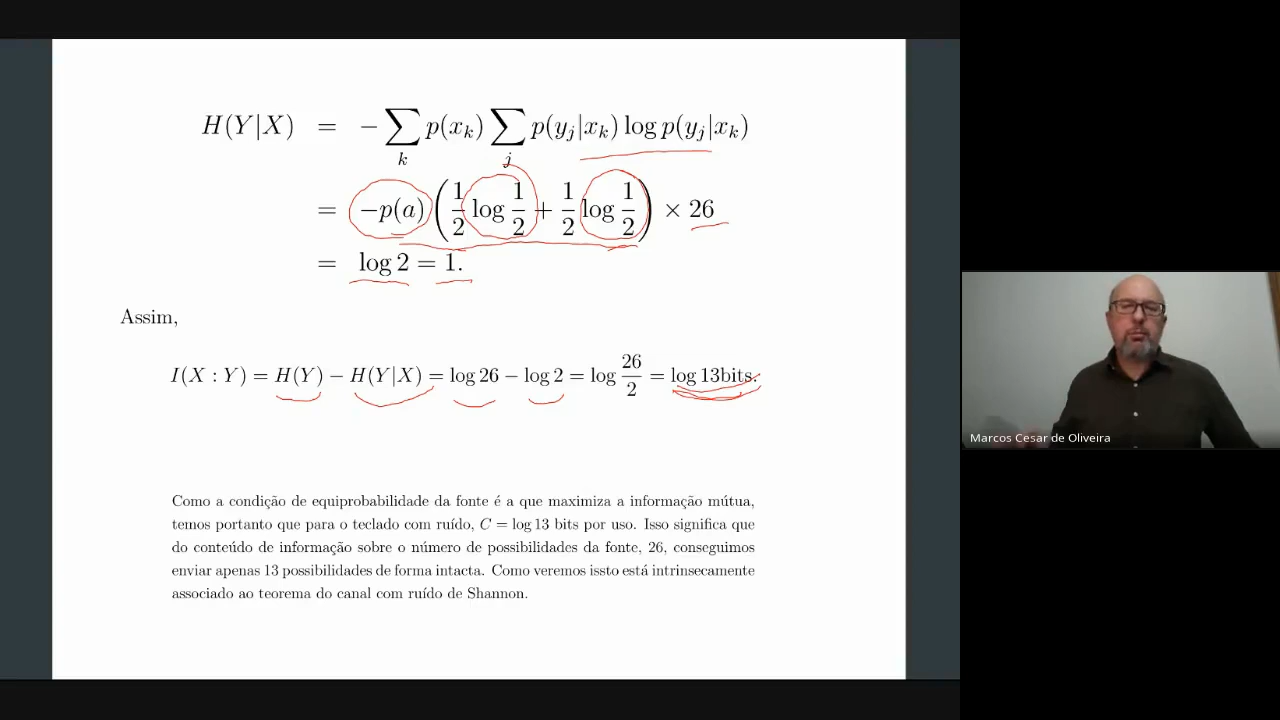 H(Y|X) = −∑_k p(x_k) ∑_j p(y_j|x_k) log p(y_j|x_k)
= −p(a) (1/2 log 1/2 + 1/2 log 1/2) × 26
= log 2 = 1.
Assim,
I(X : Y) = H(Y) − H(Y|X) = log 26 − log 2 = log 26/2 = log 13bits.
Como a condição de equiprobabilidade da fonte é a que maximiza a informação mútua,
temos portanto que para o teclado com ruído, C = log 13 bits por uso. Isso significa que
do conteúdo de informação sobre o número de possibilidades da fonte, 26, conseguimos
enviar apenas 13 possibilidades de forma intacta. Como veremos issto está intrinsecamente
associado ao teorema do canal com ruído de Shannon.
Marcos Cesar de Oliveira